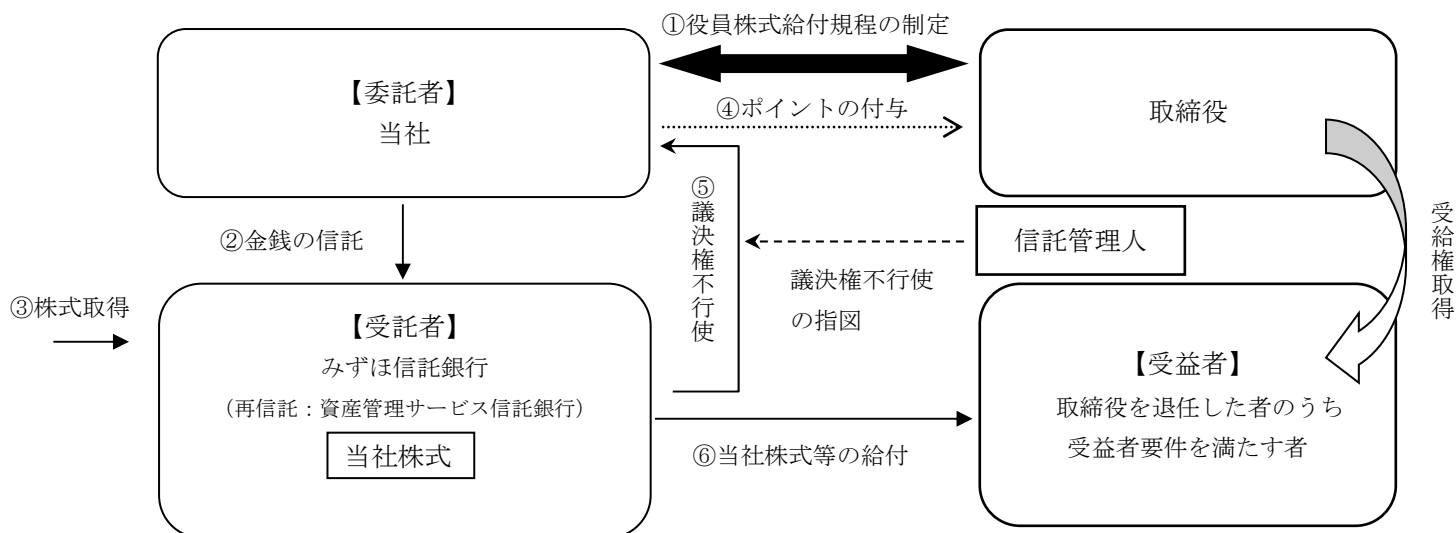 ①役員株式給付規程の制定
【委託者】
当社
取締役
④ポイントの付与
⑤議決権不行使
②金銭の信託
信託管理人
受給権取得
議決権不行使
の指図
③株式取得
【受託者】
みずほ信託銀行
（再信託：資産管理サービス信託銀行）
当社株式
【受益者】
取締役を退任した者のうち
受益者要件を満たす者
⑥当社株式等の給付